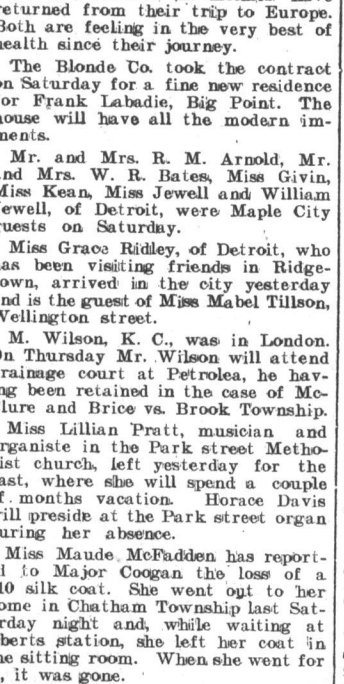 returned from their trip to Europe.
Both are feeling in the very best of
health since their journey.
The Blonde Co. took the contract
on Saturday for a fine new residence
for Frank Labadie, Big Point. The
house will have all the modern im-
ments.
Mr. and Mrs. R. M. Arnold, Mr.
and Mrs. W. R. Bates, Miss Givin,
Miss Kean, Miss Jewell and William
Jewell, of Detroit, were Maple City
guests on Saturday.
Miss Grace Ridley, of Detroit, who
has been visiting friends in Ridge-
town, arrived in the city yesterday
and is the guest of Miss Mabel Tillson,
Wellington street.
M. Wilson, K. C., was in London.
On Thursday Mr. Wilson will attend
drainage court at Petrolea, he hav-
ing been retained in the case of Mc-
Clure and Brice vs. Brook Township.
Miss Lillian Pratt, musician and
organiste in the Park street Metho-
dist church, left yesterday for the
east, where she will spend a couple
of months vacation. Horace Davis
will preside at the Park street organ
during her absence.
Miss Maude McFadden has report-
ed to Major Coogan the loss of a
$10 silk coat. She went out to her
home in Chatham Township last Sat-
urday night and, while waiting at
berts station, she left her coat in
the sitting room. When she went for
it, it was gone.